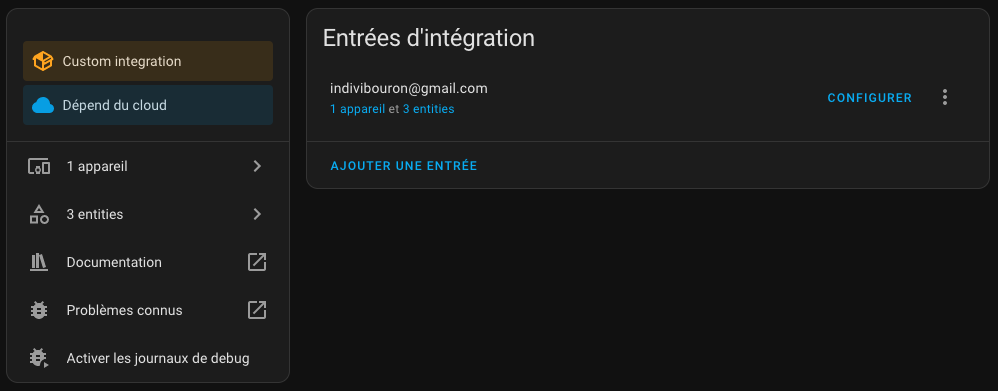 Custom integration
Dépend du cloud
1 appareil
3 entities
Documentation
Problèmes connus
Activer les journaux de debug
Entrées d'intégration
indivibouron@gmail.com
1 appareil et 3 entities
CONFIGURER
AJOUTER UNE ENTRÉE